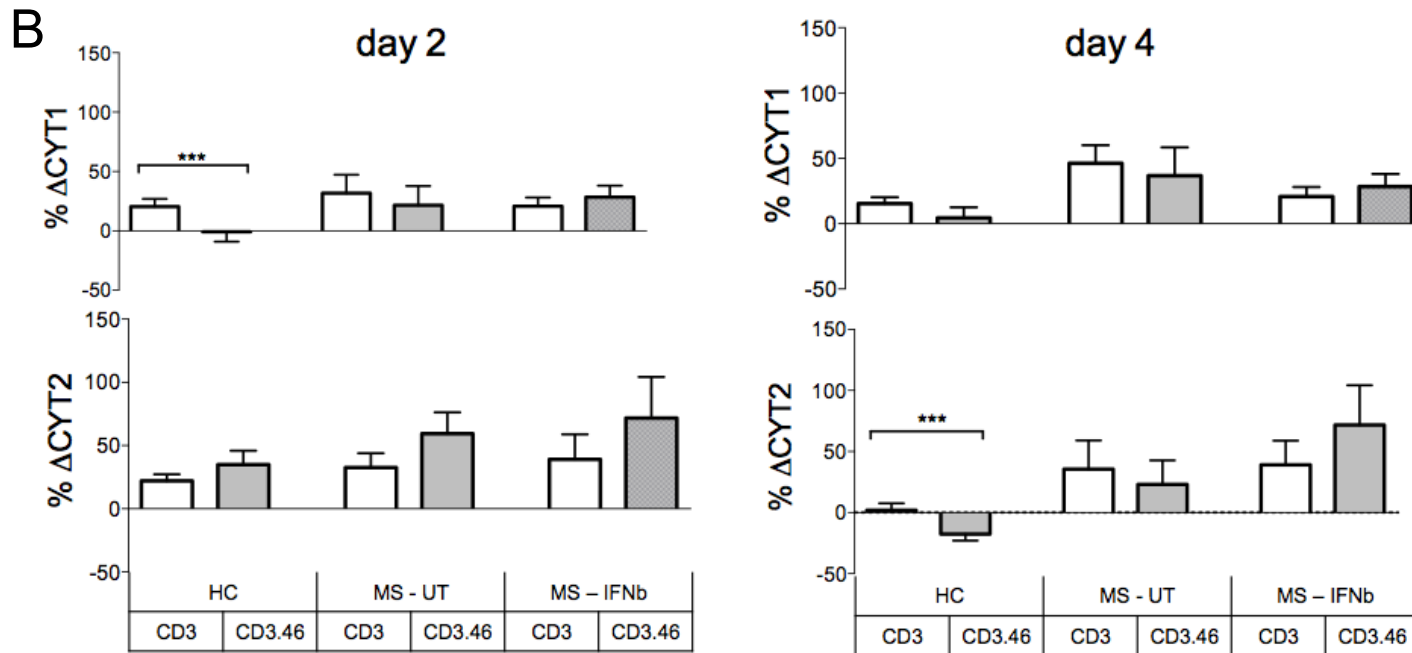 B
day 2
150
100
50
0
-50
% ΔCYT1
***
150
100
50
0
-50
% ΔCYT2
HC MS - UT MS – IFNb
CD3 CD3.46 CD3 CD3.46 CD3 CD3.46
day 4
150
100
50
0
-50
% ΔCYT1
150
100
50
0
-50
% ΔCYT2
***
HC MS - UT MS – IFNb
CD3 CD3.46 CD3 CD3.46 CD3 CD3.46